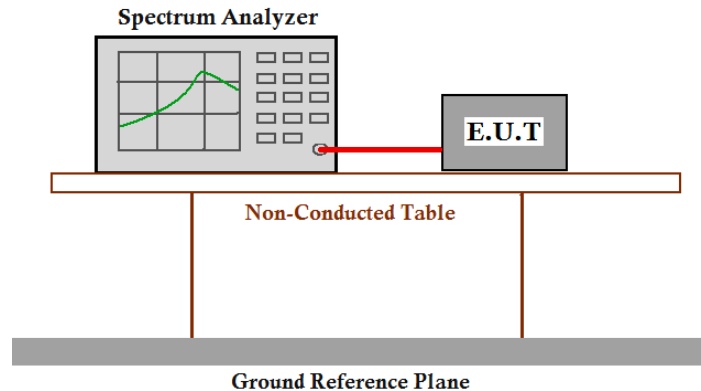 Spectrum Analyzer
E.U.T
Non-Conducted Table
Ground Reference Plane